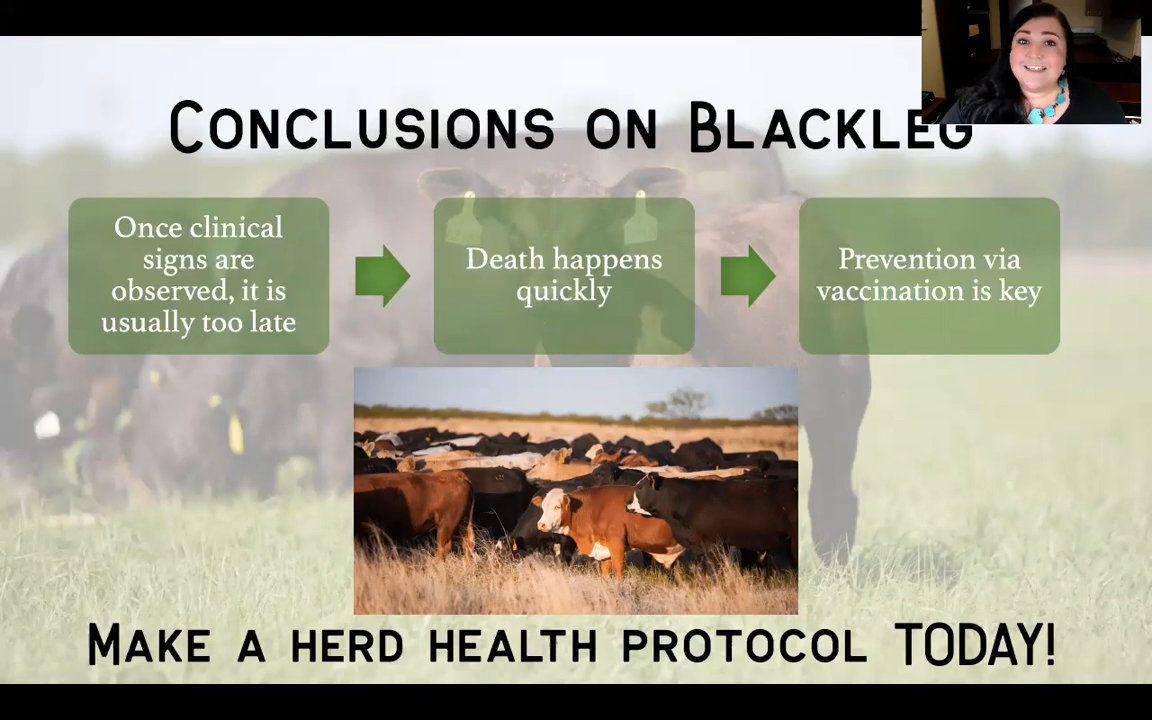 Conclusions on Blackleg
Once clinical
signs are
observed, it is
usually too late
Death happens
quickly
Prevention via
vaccination is key
Make a herd health protocol TODAY!